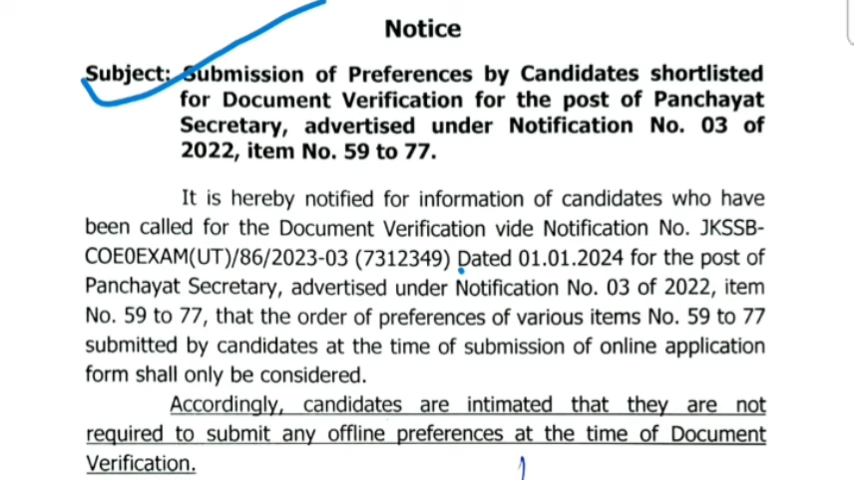 Notice
Subject: Submission of Preferences by Candidates shortlisted
for Document Verification for the post of Panchayat
Secretary, advertised under Notification No. 03 of
2022, item No. 59 to 77.
It is hereby notified for information of candidates who have
been called for the Document Verification vide Notification No. JKSSB-
COE0EXAM(UT)/86/2023-03 (7312349) Dated 01.01.2024 for the post of
Panchayat Secretary, advertised under Notification No. 03 of 2022, item
No. 59 to 77, that the order of preferences of various items No. 59 to 77
submitted by candidates at the time of submission of online application
form shall only be considered.
Accordingly, candidates are intimated that they are not
required to submit any offline preferences at the time of Document
Verification.